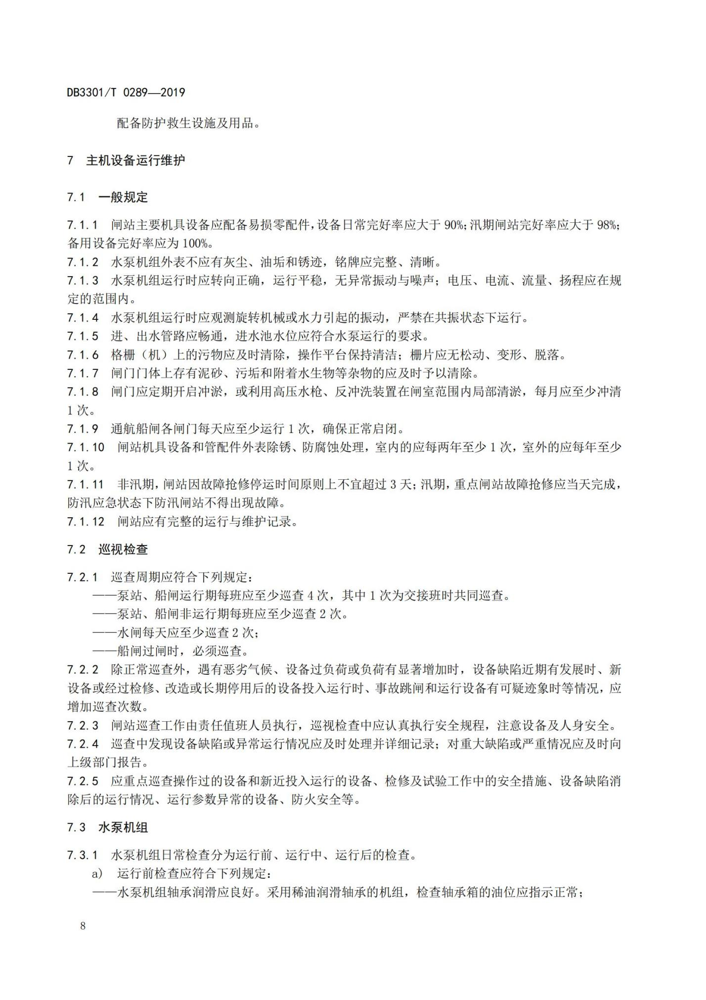 DB3301/T 0289—2019
配备防护救生设施及用品。
7 主机设备运行维护
7.1 一般规定
7.1.1 闸站主要机具设备应配备易损零配件，设备日常完好率应大于 90%；汛期闸站完好率应大于 98%；
备用设备完好率应为 100%。
7.1.2 水泵机组外表不应有灰尘、油垢和锈迹，铭牌应完整、清晰。
7.1.3 水泵机组运行时应转向正确，运行平稳，无异常振动与噪声；电压、电流、流量、扬程应在规
定的范围内。
7.1.4 水泵机组运行时应观测旋转机械或水力引起的振动，严禁在共振状态下运行。
7.1.5 进、出水管路应畅通，进水池水位应符合水泵运行的要求。
7.1.6 格栅（机）上的污物应及时清除，操作平台保持清洁；栅片应无松动、变形、脱落。
7.1.7 闸门门体上存有泥砂、污垢和附着水生物等杂物的应及时予以清除。
7.1.8 闸门应定期开启冲淤，或利用高压水枪、反冲洗装置在闸室范围内局部清淤，每月应至少冲清
1 次。
7.1.9 通航船闸各闸门每天应至少运行 1 次，确保正常启闭。
7.1.10 闸站机具设备和管配件外表除锈、防腐蚀处理，室内的应每两年至少 1 次，室外的应每年至少
1 次。
7.1.11 非汛期，闸站因故障抢修停运时间原则上不宜超过 3 天；汛期，重点闸站故障抢修应当天完成，
防汛应急状态下防汛闸站不得出现故障。
7.1.12 闸站应有完整的运行与维护记录。
7.2 巡视检查
7.2.1 巡查周期应符合下列规定：
——泵站、船闸运行期每班应至少巡查 4 次，其中 1 次为交接班时共同巡查。
——泵站、船闸非运行期每班应至少巡查 2 次。
——水闸每天应至少巡查 2 次；
——船闸过闸时，必须巡查。
7.2.2 除正常巡查外，遇有恶劣气候、设备过负荷或负荷有显著增加时，设备缺陷近期有发展时、新
设备或经过检修、改造或长期停用后的设备投入运行时、事故跳闸和运行设备有可疑迹象时等情况，应
增加巡查次数。
7.2.3 闸站巡查工作由责任值班人员执行，巡视检查中应认真执行安全规程，注意设备及人身安全。
7.2.4 巡查中发现设备缺陷或异常运行情况应及时处理并详细记录；对重大缺陷或严重情况应及时向
上级部门报告。
7.2.5 应重点巡查操作过的设备和新近投入运行的设备、检修及试验工作中的安全措施、设备缺陷消
除后的运行情况、运行参数异常的设备、防火安全等。
7.3 水泵机组
7.3.1 水泵机组日常检查分为运行前、运行中、运行后的检查。
a) 运行前检查应符合下列规定：
——水泵机组轴承润滑应良好。采用稀油润滑轴承的机组，检查轴承箱的油位应指示正常；
8